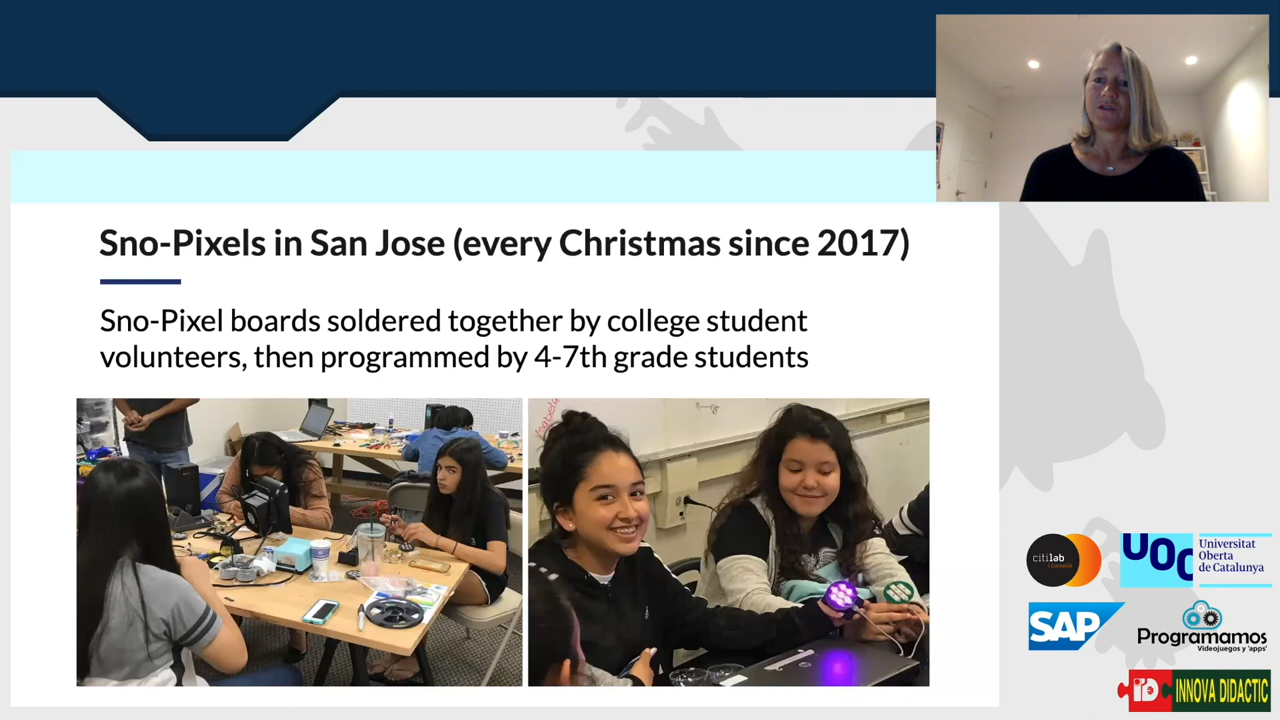 Sno-Pixels in San Jose (every Christmas since 2017)
Sno-Pixel boards soldered together by college student
volunteers, then programmed by 4-7th grade students
citilab
UOC
Universitat
Oberta
de Catalunya
SAP
Programamos
Videojuegos y 'apps'
iD INNOVA DIDACTIC